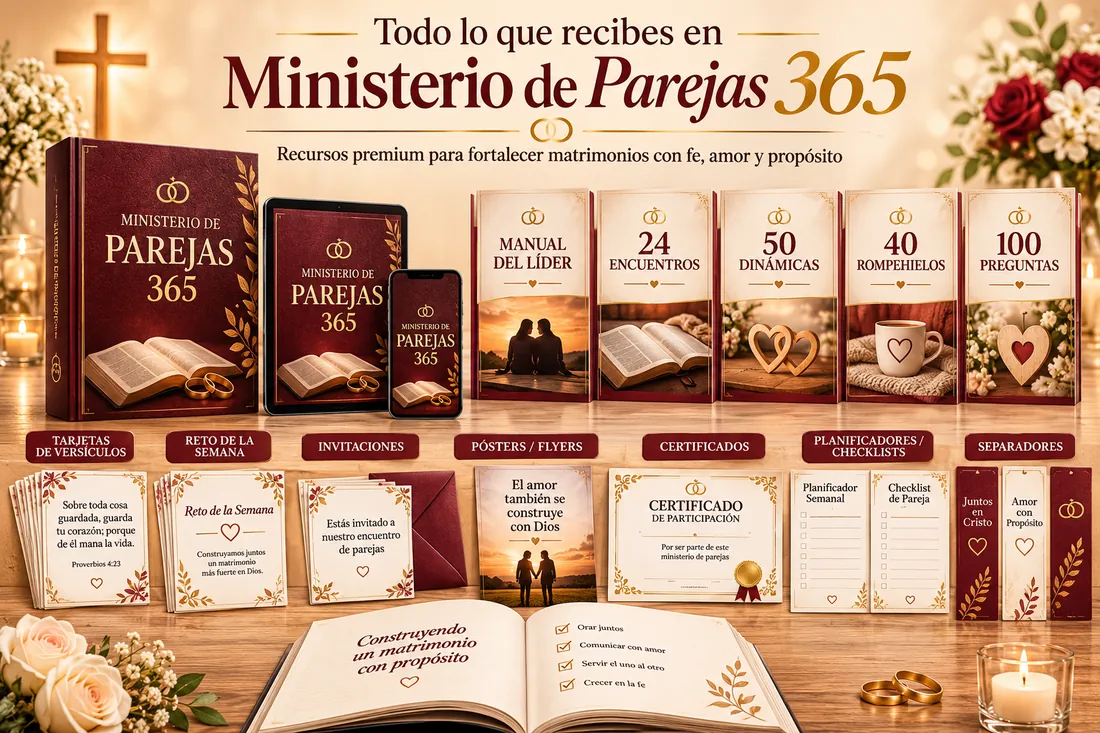 Todo lo que recibes en
Ministerio de Parejas 365
Recursos premium para fortalecer matrimonios con fe, amor y propósito
MINISTERIO DE
PAREJAS
365
MINISTERIO DE
PAREJAS
365
MINISTERIO DE
PAREJAS
365
MANUAL
DEL LÍDER
24
ENCUENTROS
50
DINÁMICAS
40
ROMPEHIELOS
100
PREGUNTAS
TARJETAS
DE VERSÍCULOS
Sobre toda cosa
guardada, guarda
tu corazón; porque
de él mana la vida.
Proverbios 4:23
RETO DE LA
SEMANA
Reto de la Semana
Construyamos juntos
un matrimonio
más fuerte en Dios.
INVITACIONES
Estás invitado a
nuestro encuentro
de parejas
PÓSTERS / FLYERS
El amor
también se
construye
con Dios
CERTIFICADOS
CERTIFICADO
DE PARTICIPACIÓN
Por ser parte de este
ministerio de parejas
PLANIFICADORES /
CHECKLISTS
Planificador
Semanal
Checklist
de Pareja
SEPARADORES
Juntos
en
Cristo
Amor
con
Propósito
Construyendo
un matrimonio
con propósito
Orar juntos
Comunicar con amor
Servir el uno al otro
Crecer en la fe